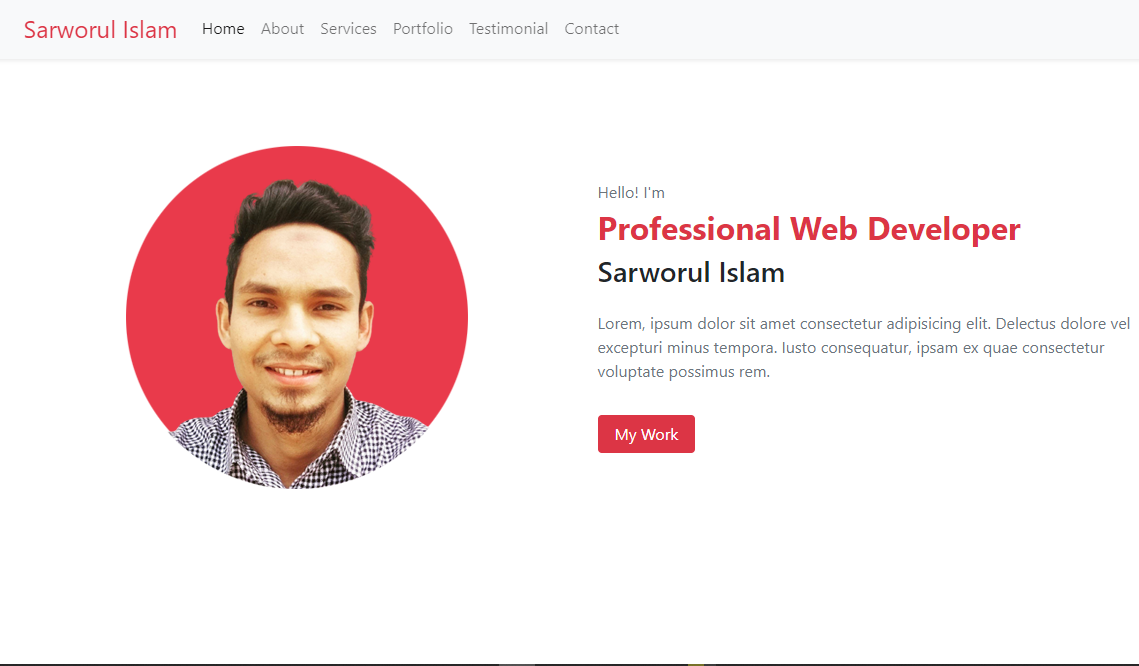 Sarworul Islam Home About Services Portfolio Testimonial Contact
Hello! I'm
Professional Web Developer
Sarworul Islam
Lorem, ipsum dolor sit amet consectetur adipisicing elit. Delectus dolore vel
excepturi minus tempora. Iusto consequatur, ipsam ex quae consectetur
voluptate possimus rem.
My Work